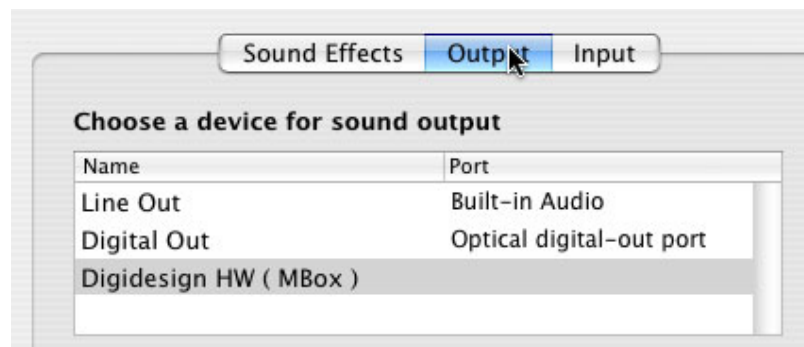 Sound Effects Output Input
Choose a device for sound output
Name Port
Line Out Built-in Audio
Digital Out Optical digital-out port
Digidesign HW ( MBox )